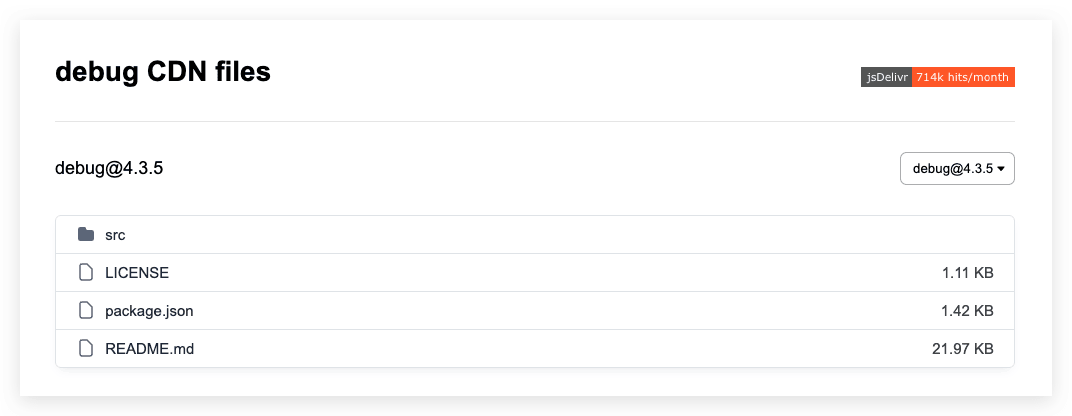 debug CDN files
jsDelivr 714k hits/month
debug@4.3.5
debug@4.3.5
src
LICENSE 1.11 KB
package.json 1.42 KB
README.md 21.97 KB